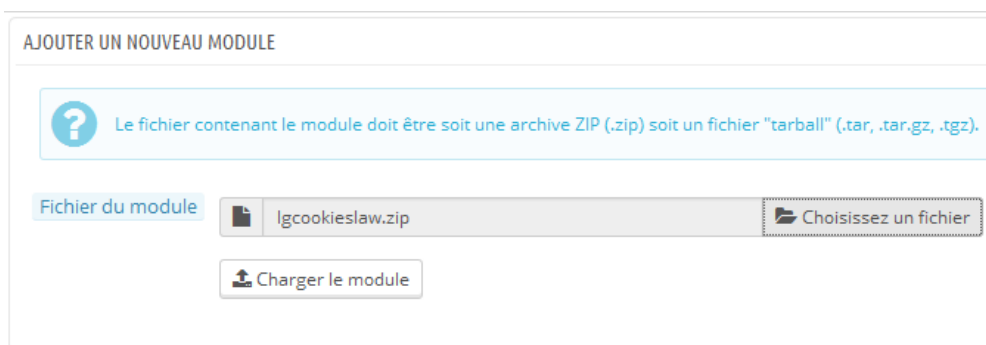 AJOUTER UN NOUVEAU MODULE
Le fichier contenant le module doit être soit une archive ZIP (.zip) soit un fichier "tarball" (.tar, .tar.gz, .tgz).
Fichier du module
lgcookieslaw.zip
Choisissez un fichier
Charger le module